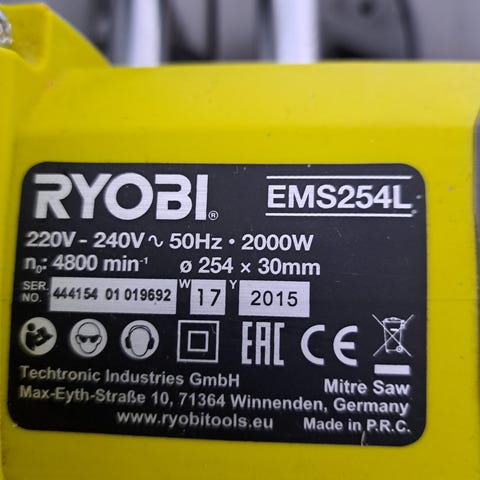 RYOBI® EMS254L
220V - 240V ~ 50Hz • 2000W
n₀: 4800 min⁻¹ ø 254 × 30mm
SER. NO. 444154 01 019692 W 17 Y 2015
EAC CE
Techtronic Industries GmbH
Max-Eyth-Straße 10, 71364 Winnenden, Germany
Mitre Saw
www.ryobitools.eu Made in P.R.C.